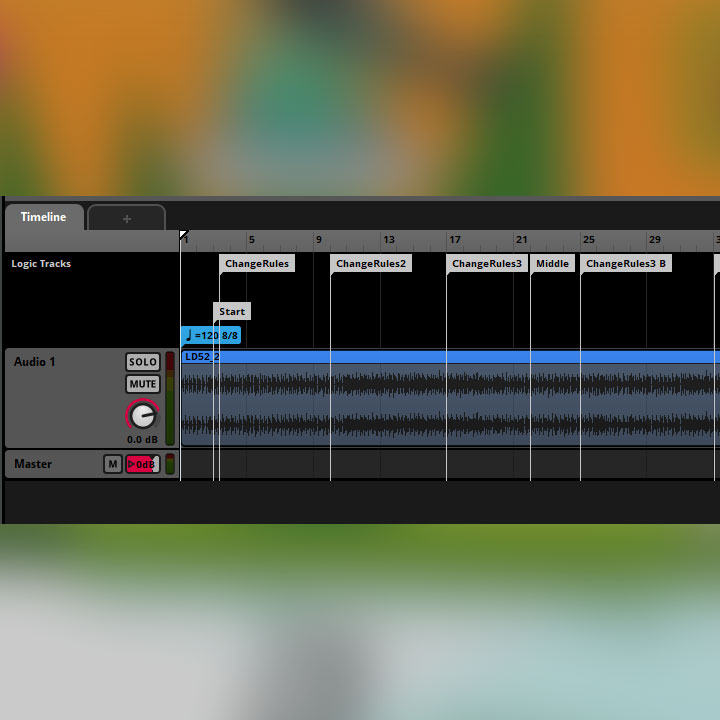 Timeline
+
1 5 9 13 17 21 25 29 3
Logic Tracks
ChangeRules ChangeRules2 ChangeRules3 Middle ChangeRules3 B
Start
♩=120 8/8
Audio 1 SOLO LD52_2
MUTE
0.0 dB
Master M 0dB